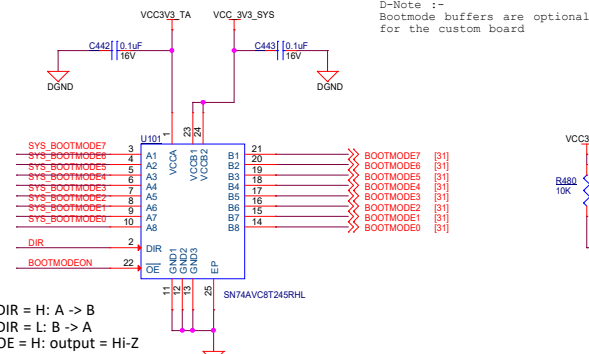 D-Note :-
Bootmode buffers are optional
for the custom board
VCC3V3_TA
VCC_3V3_SYS
C442
0.1uF
16V
C443
0.1uF
16V
DGND
DGND
VCC3
R480
10K
U101
1
23
24
VCCA
VCCB1
VCCB2
SYS_BOOTMODE7 3 A1 B1 21 BOOTMODE7 [31]
SYS_BOOTMODE6 4 A2 B2 20 BOOTMODE6 [31]
SYS_BOOTMODE5 5 A3 B3 19 BOOTMODE5 [31]
SYS_BOOTMODE4 6 A4 B4 18 BOOTMODE4 [31]
SYS_BOOTMODE3 7 A5 B5 17 BOOTMODE3 [31]
SYS_BOOTMODE2 8 A6 B6 16 BOOTMODE2 [31]
SYS_BOOTMODE1 9 A7 B7 15 BOOTMODE1 [31]
SYS_BOOTMODE0 10 A8 B8 14 BOOTMODE0 [31]
DIR 2 DIR
BOOTMODEON 22 OE
GND1
GND2
GND3
EP
11
12
13
25
SN74AVC8T245RHL
DIR = H: A -> B
DIR = L: B -> A
OE = H: output = Hi-Z